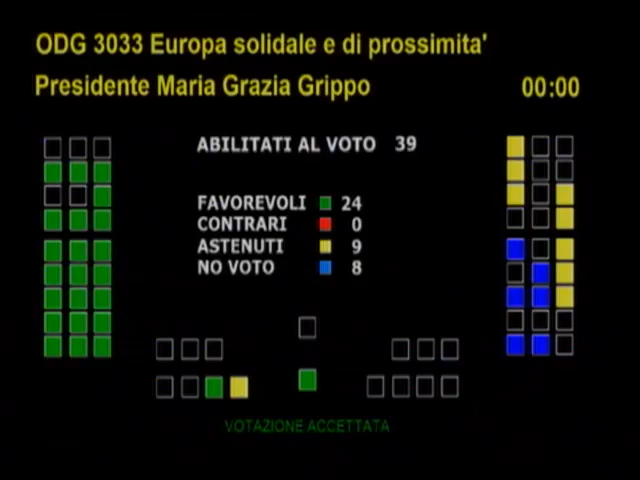 ODG 3033 Europa solidale e di prossimita'
Presidente Maria Grazia Grippo 00:00
ABILITATI AL VOTO 39
FAVOREVOLI 24
CONTRARI 0
ASTENUTI 9
NO VOTO 8
VOTAZIONE ACCETTATA